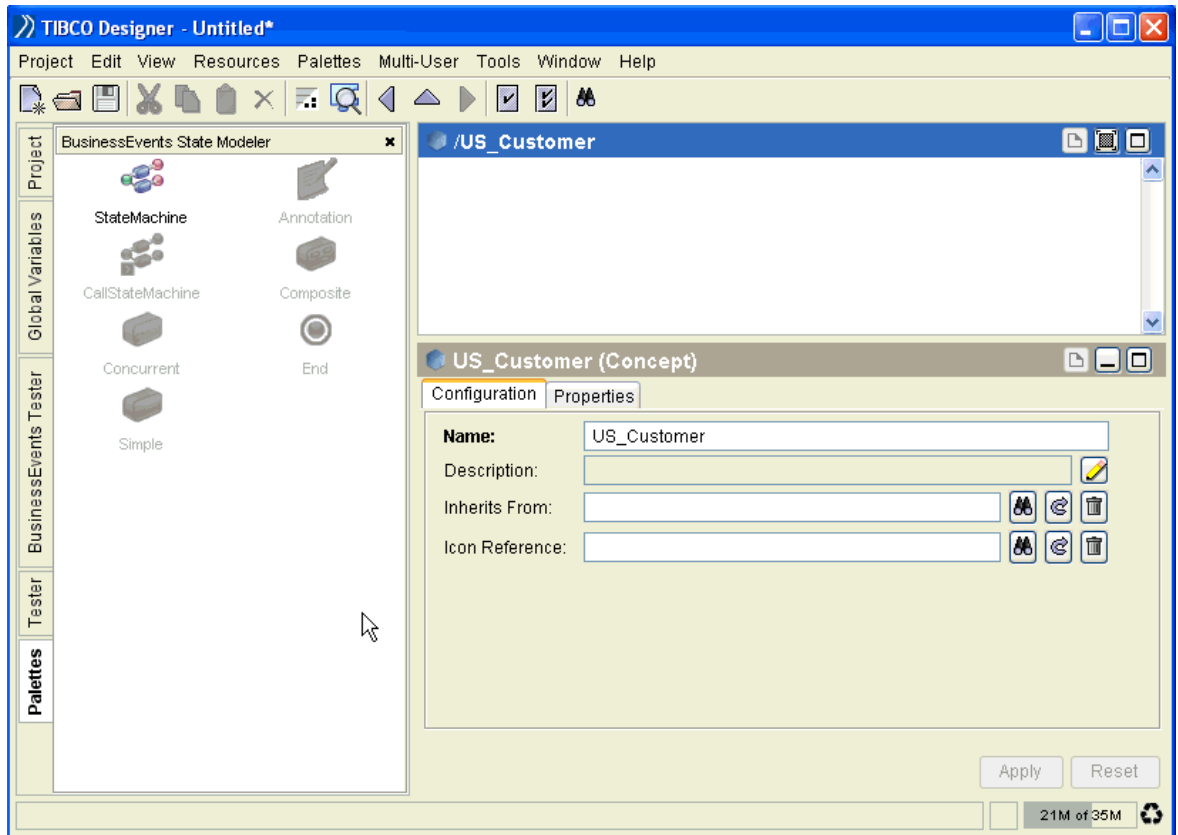 TIBCO Designer - Untitled*
Project Edit View Resources Palettes Multi-User Tools Window Help
Project
Global Variables
BusinessEvents Tester
Tester
Palettes
BusinessEvents State Modeler
StateMachine Annotation
CallStateMachine Composite
Concurrent End
Simple
/US_Customer
US_Customer (Concept)
Configuration Properties
Name: US_Customer
Description:
Inherits From:
Icon Reference:
Apply Reset
21M of 35M